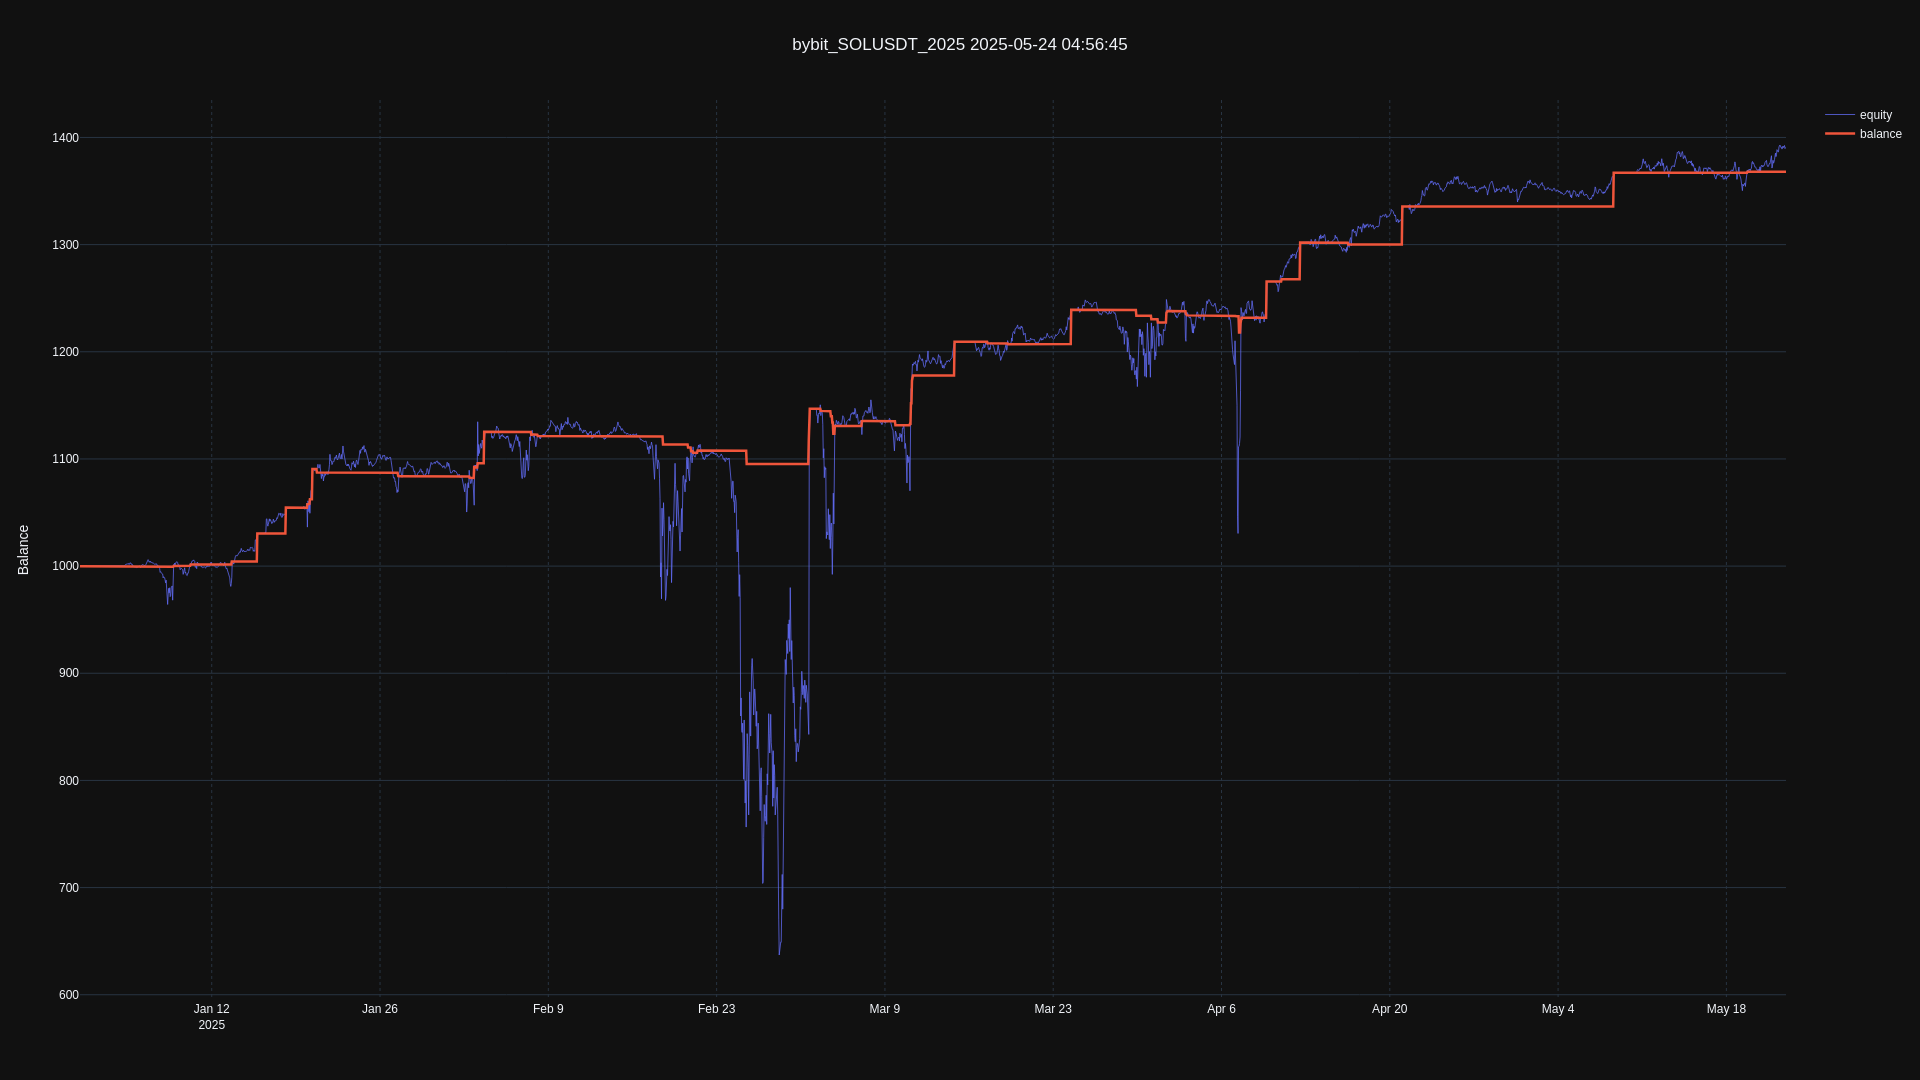 bybit_SOLUSDT_2025 2025-05-24 04:56:45
equity
balance
Balance
1400
1300
1200
1100
1000
900
800
700
600
Jan 12
2025
Jan 26
Feb 9
Feb 23
Mar 9
Mar 23
Apr 6
Apr 20
May 4
May 18